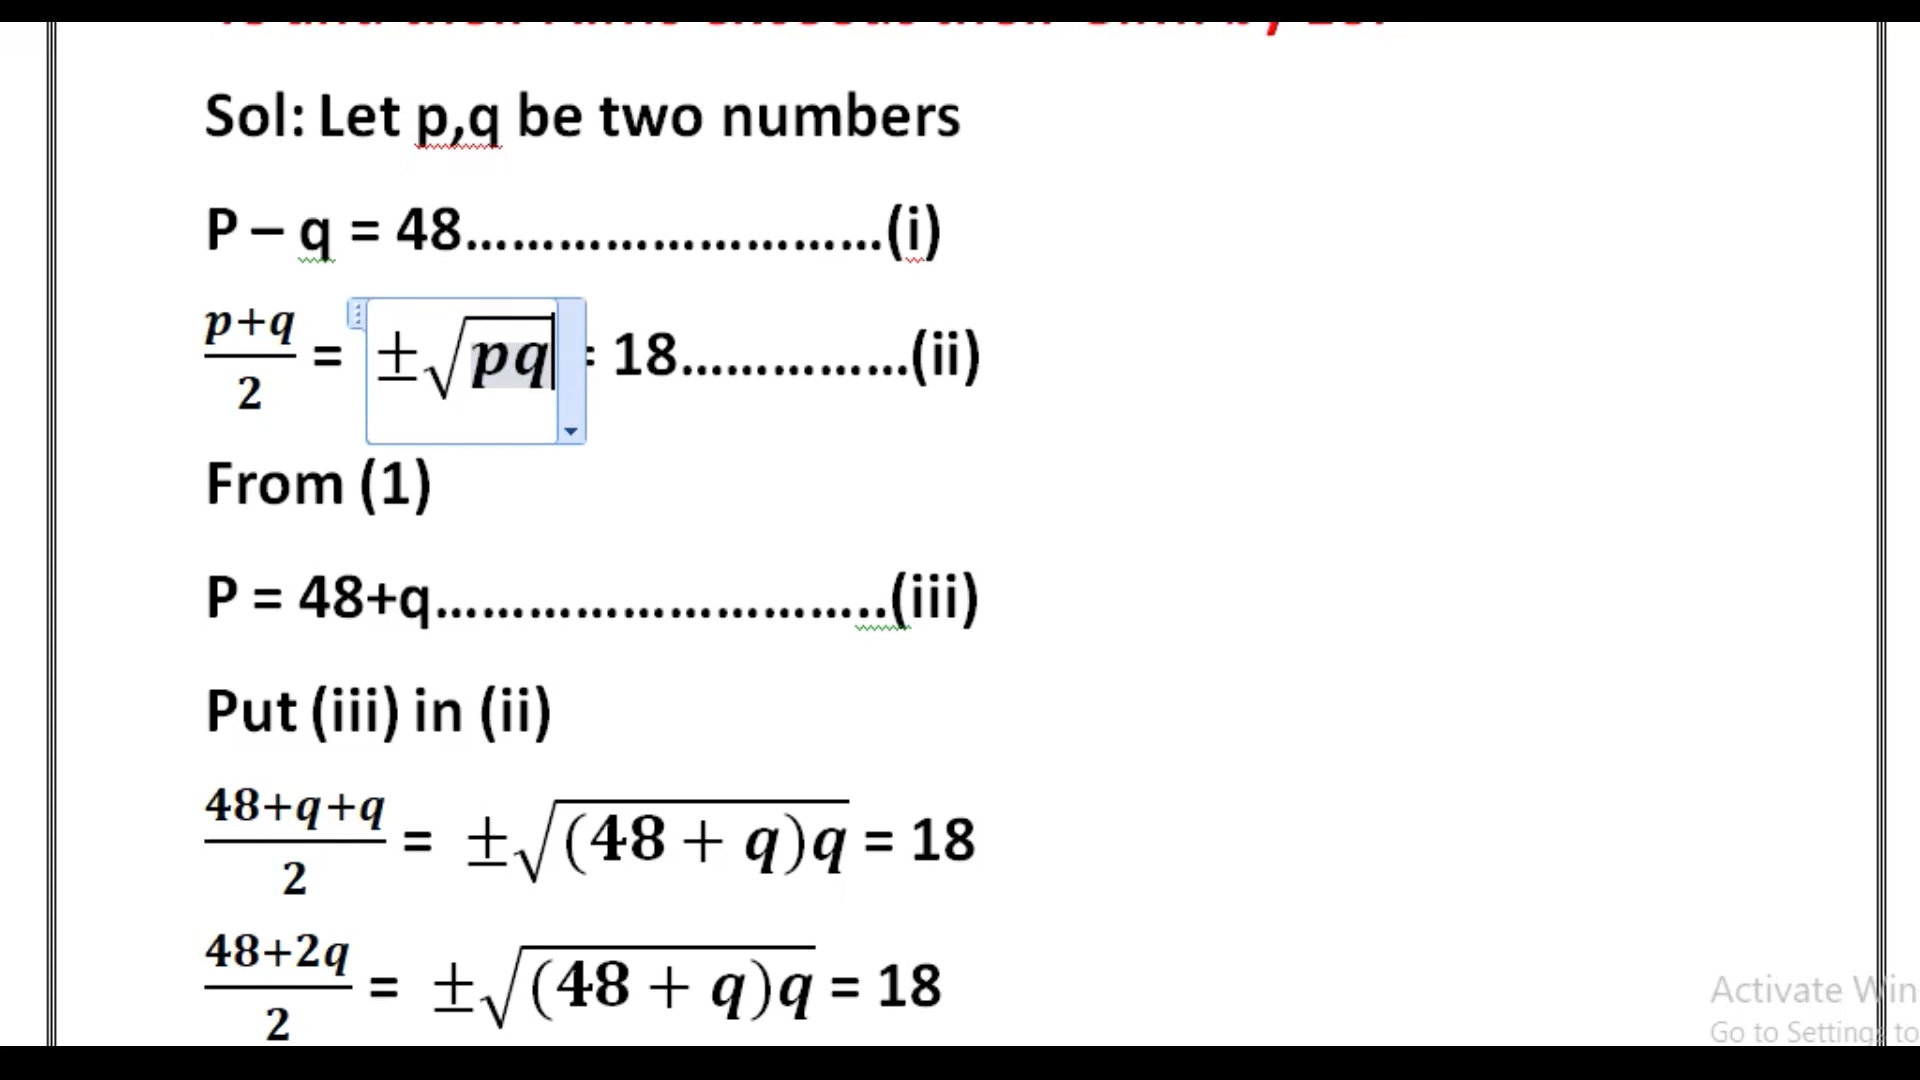 Sol: Let p,q be two numbers
P – q = 48...........................(i)
p+q/2 = ±√pq = 18...............(ii)
From (1)
P = 48+q.............................(iii)
Put (iii) in (ii)
48+q+q/2 = ±√(48 + q)q = 18
48+2q/2 = ±√(48 + q)q = 18
Activate Win
Go to Settings to